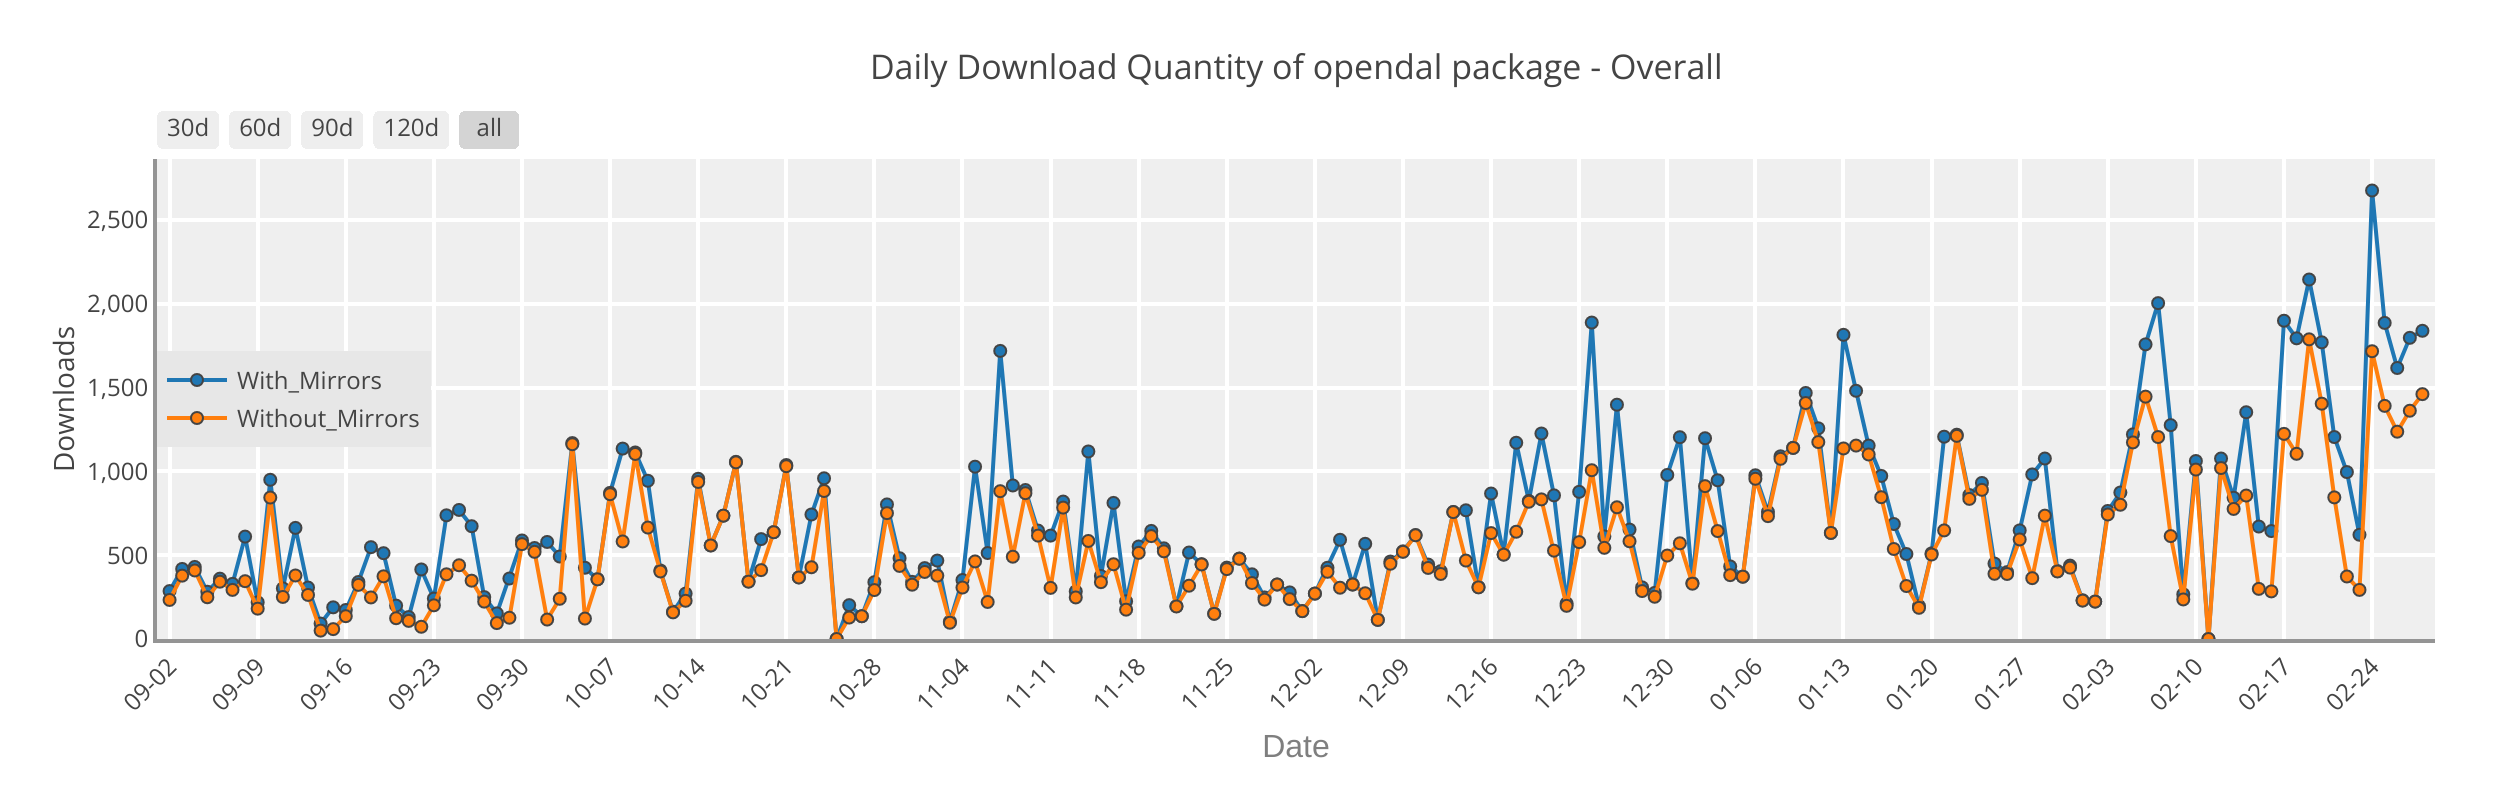 Daily Download Quantity of opendal package - Overall
30d 60d 90d 120d all
2,500
2,000
1,500
1,000
500
0
Downloads
With_Mirrors
Without_Mirrors
09-02 09-09 09-16 09-23 09-30 10-07 10-14 10-21 10-28 11-04 11-11 11-18 11-25 12-02 12-09 12-16 12-23 12-30 01-06 01-13 01-20 01-27 02-03 02-10 02-17 02-24
Date